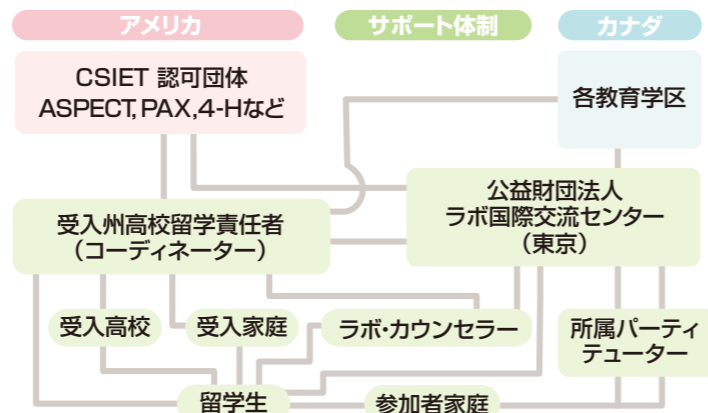 アメリカ
サポート体制
カナダ
CSIET 認可団体
ASPECT,PAX,4-Hなど
各教育学区
受入州高校留学責任者
(コーディネーター)
公益財団法人
ラボ国際交流センター
(東京)
受入高校
受入家庭
ラボ・カウンセラー
所属パーティ
テューター
留学生
参加者家庭